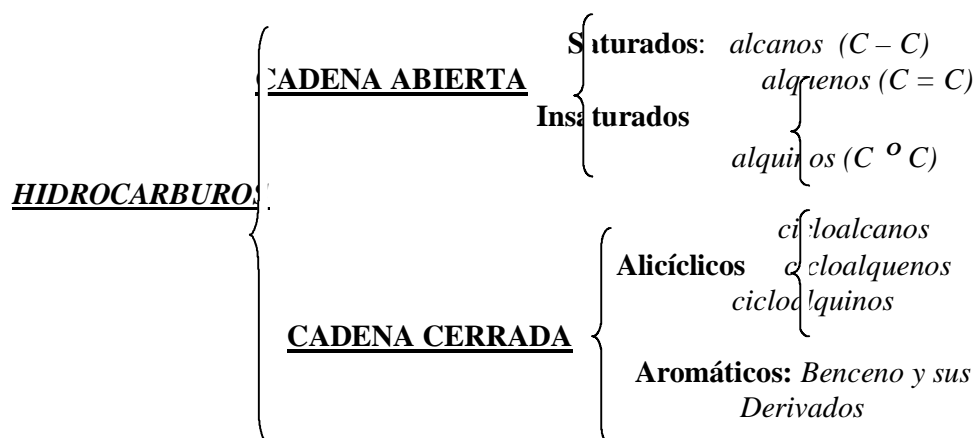 Saturados: alcanos (C – C)
CADENA ABIERTA
alquenos (C = C)
Insaturados
alquinos (C º C)
HIDROCARBUROS
cicloalcanos
Alicíclicos cicloalquenos
cicloalquinos
CADENA CERRADA
Aromáticos: Benceno y sus
Derivados